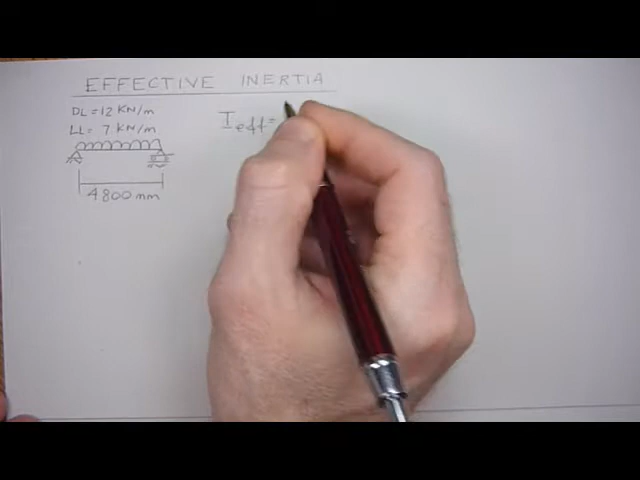 EFFECTIVE INERTIA
DL = 12 KN/m
LL = 7 KN/m
4800 mm
Ieff =